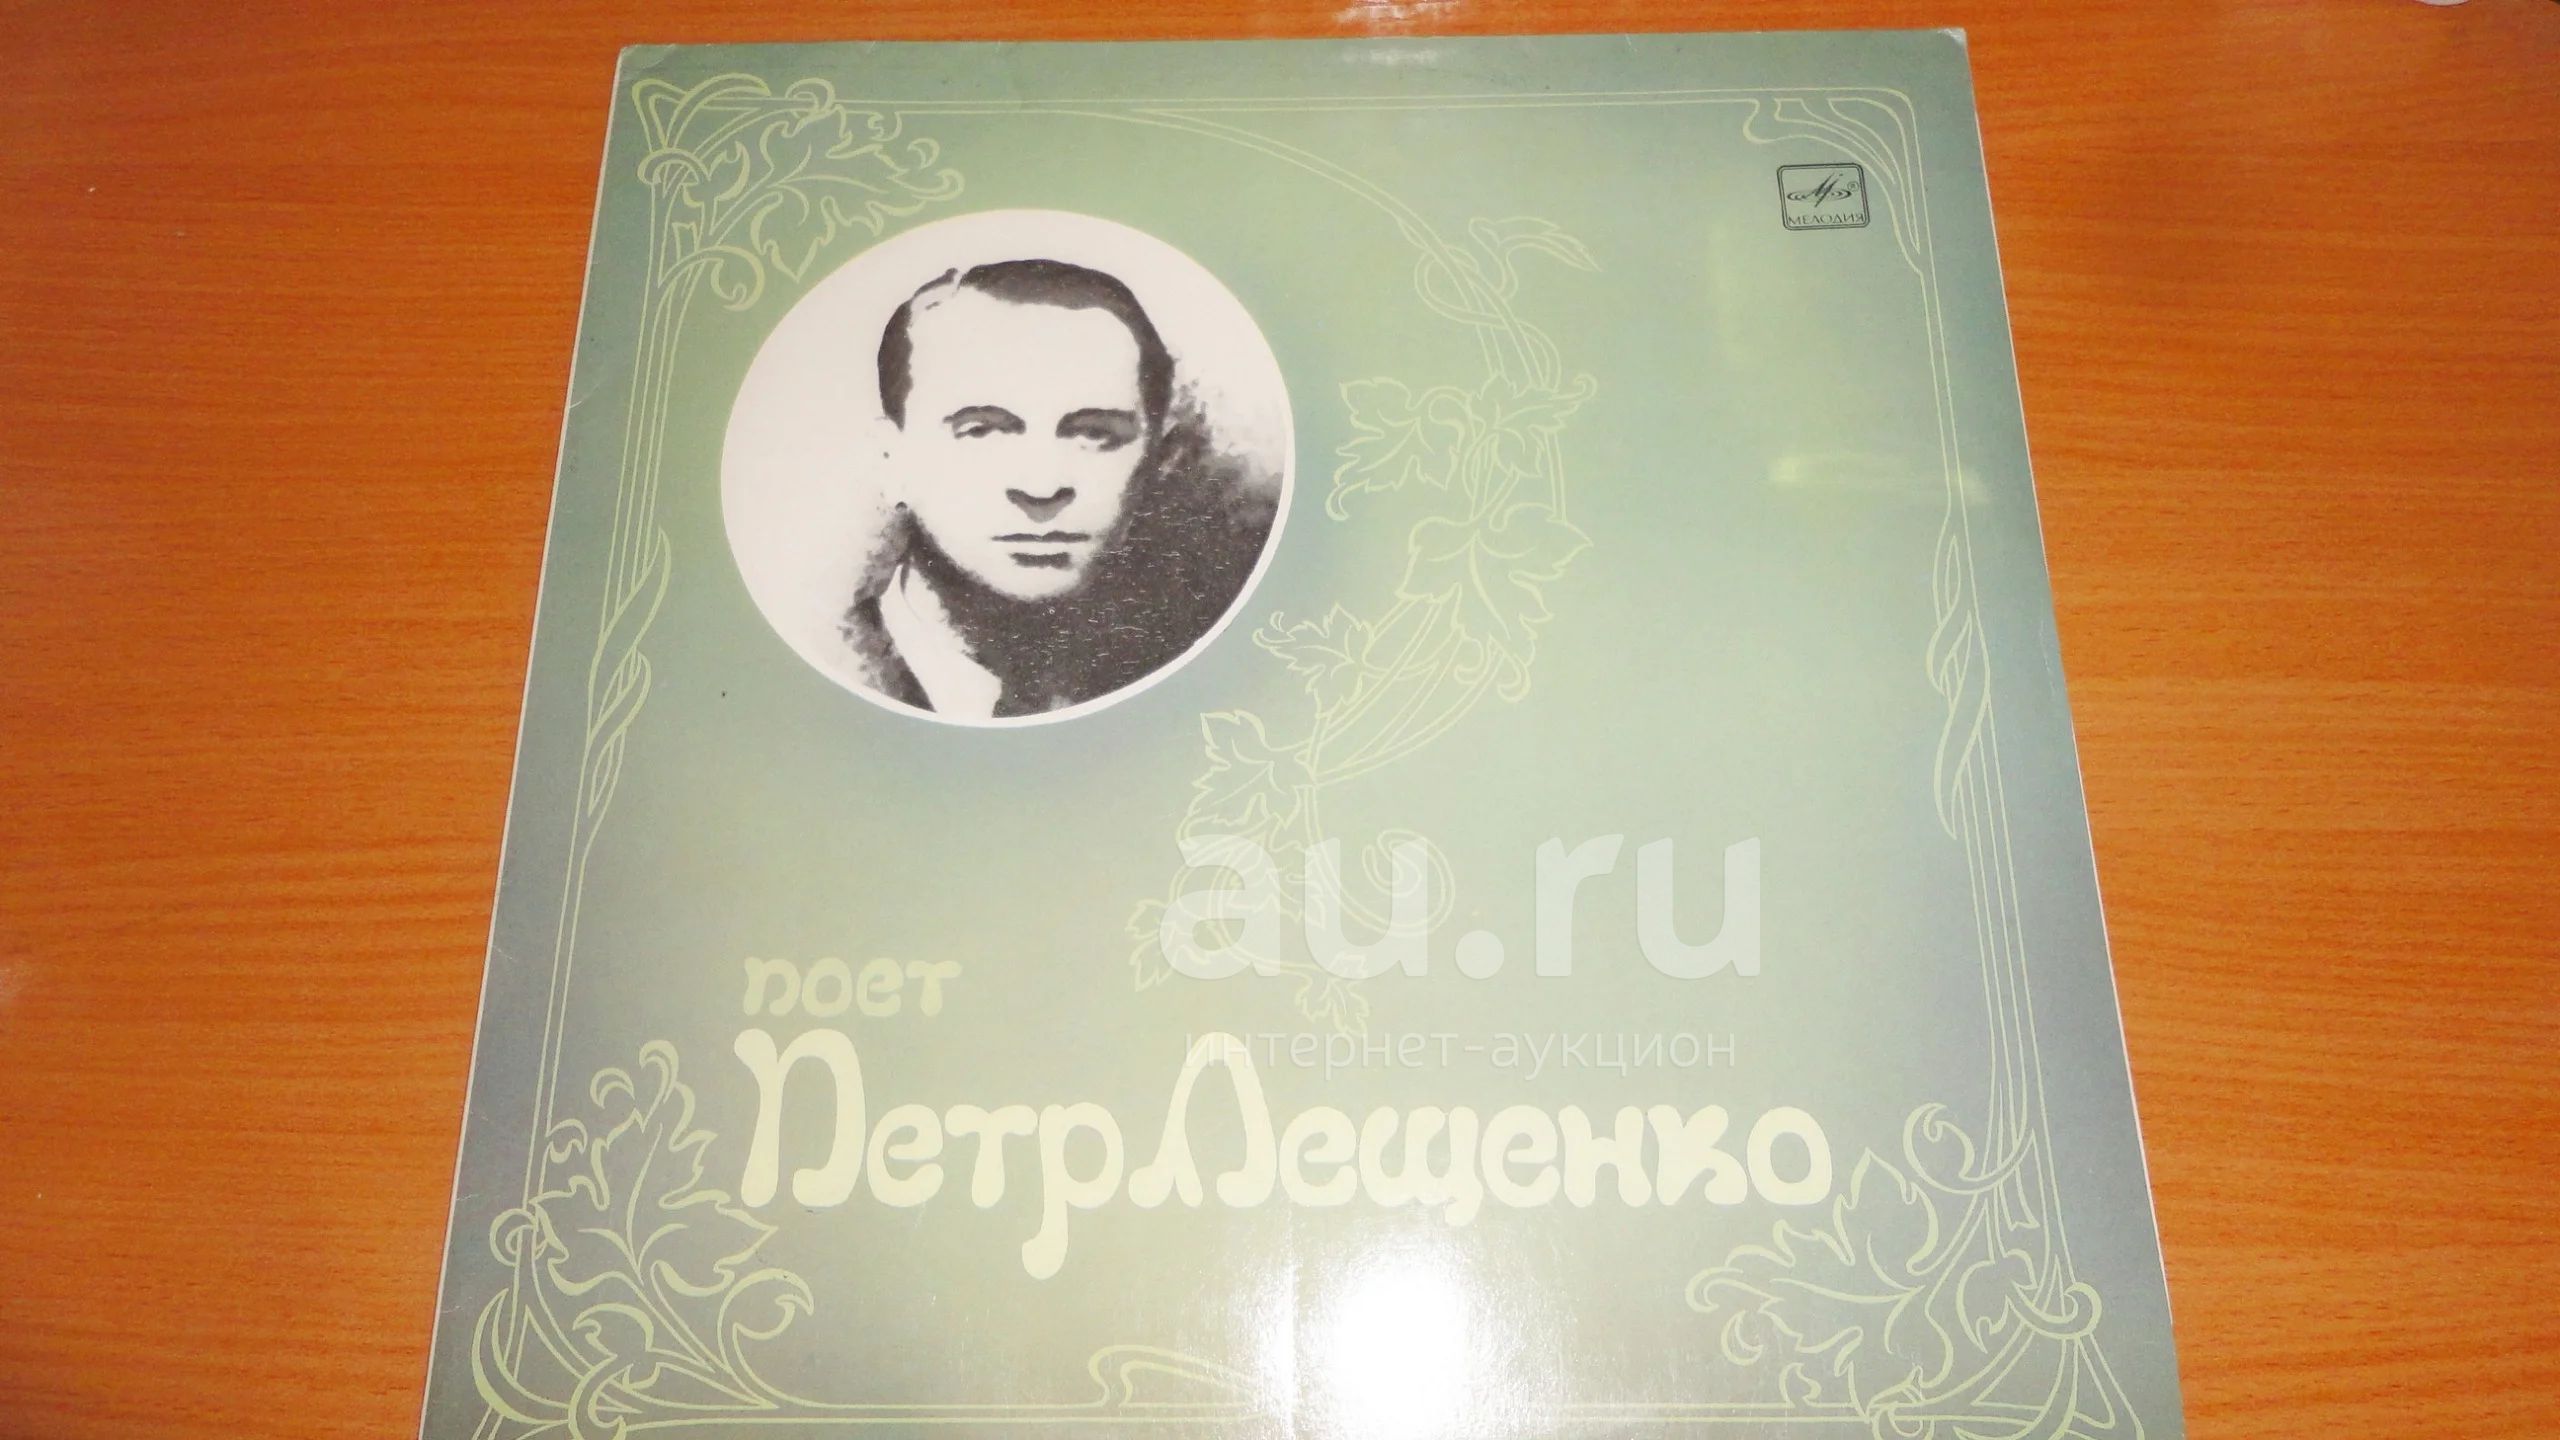 МЕЛОДИЯ
поет
Петр Лещенко
au.ru
интернет-аукцион